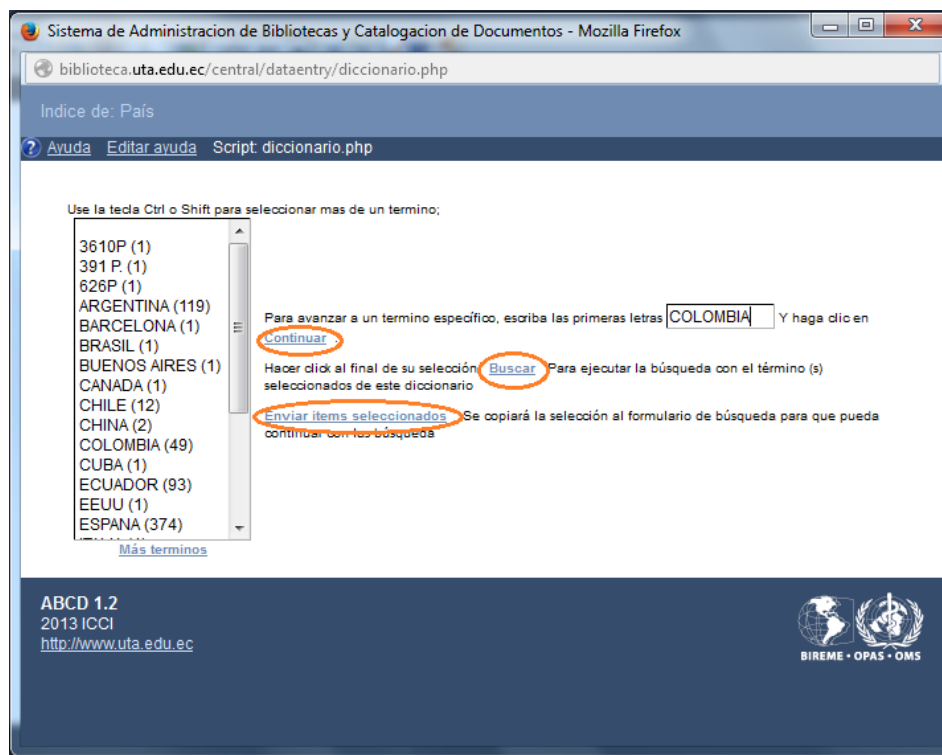 Sistema de Administracion de Bibliotecas y Catalogacion de Documentos - Mozilla Firefox
biblioteca.uta.edu.ec/central/dataentry/diccionario.php
Indice de: País
? Ayuda Editar ayuda Script: diccionario.php
Use la tecla Ctrl o Shift para seleccionar mas de un termino;
3610P (1)
391 P. (1)
626P (1)
ARGENTINA (119)
BARCELONA (1)
BRASIL (1)
BUENOS AIRES (1)
CANADA (1)
CHILE (12)
CHINA (2)
COLOMBIA (49)
CUBA (1)
ECUADOR (93)
EEUU (1)
ESPANA (374)
Más terminos
Para avanzar a un termino específico, escriba las primeras letras COLOMBIA Y haga clic en
Continuar .
Hacer click al final de su selección Buscar Para ejecutar la búsqueda con el término (s)
seleccionados de este diccionario
Enviar items seleccionados Se copiará la selección al formulario de búsqueda para que pueda
continuar con las búsqueda
ABCD 1.2
2013 ICCI
http://www.uta.edu.ec
BIREME • OPAS • OMS